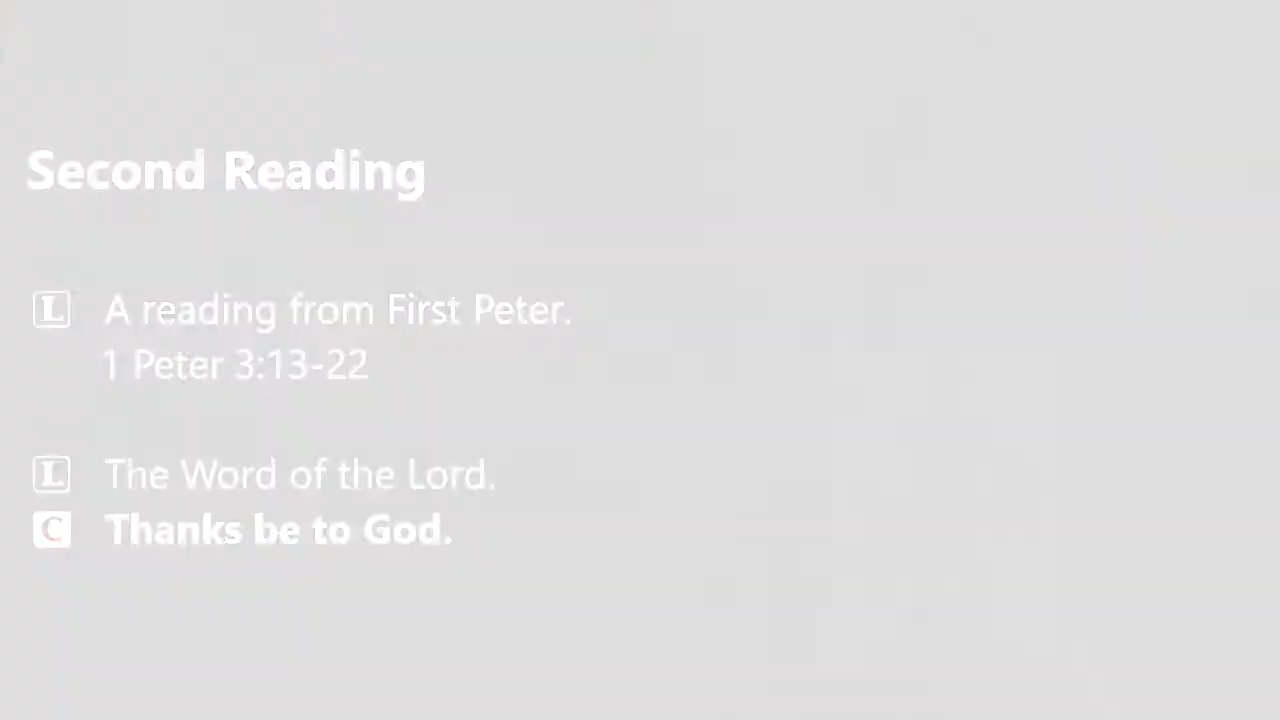 Second Reading
L A reading from First Peter.
1 Peter 3:13-22
L The Word of the Lord.
C Thanks be to God.